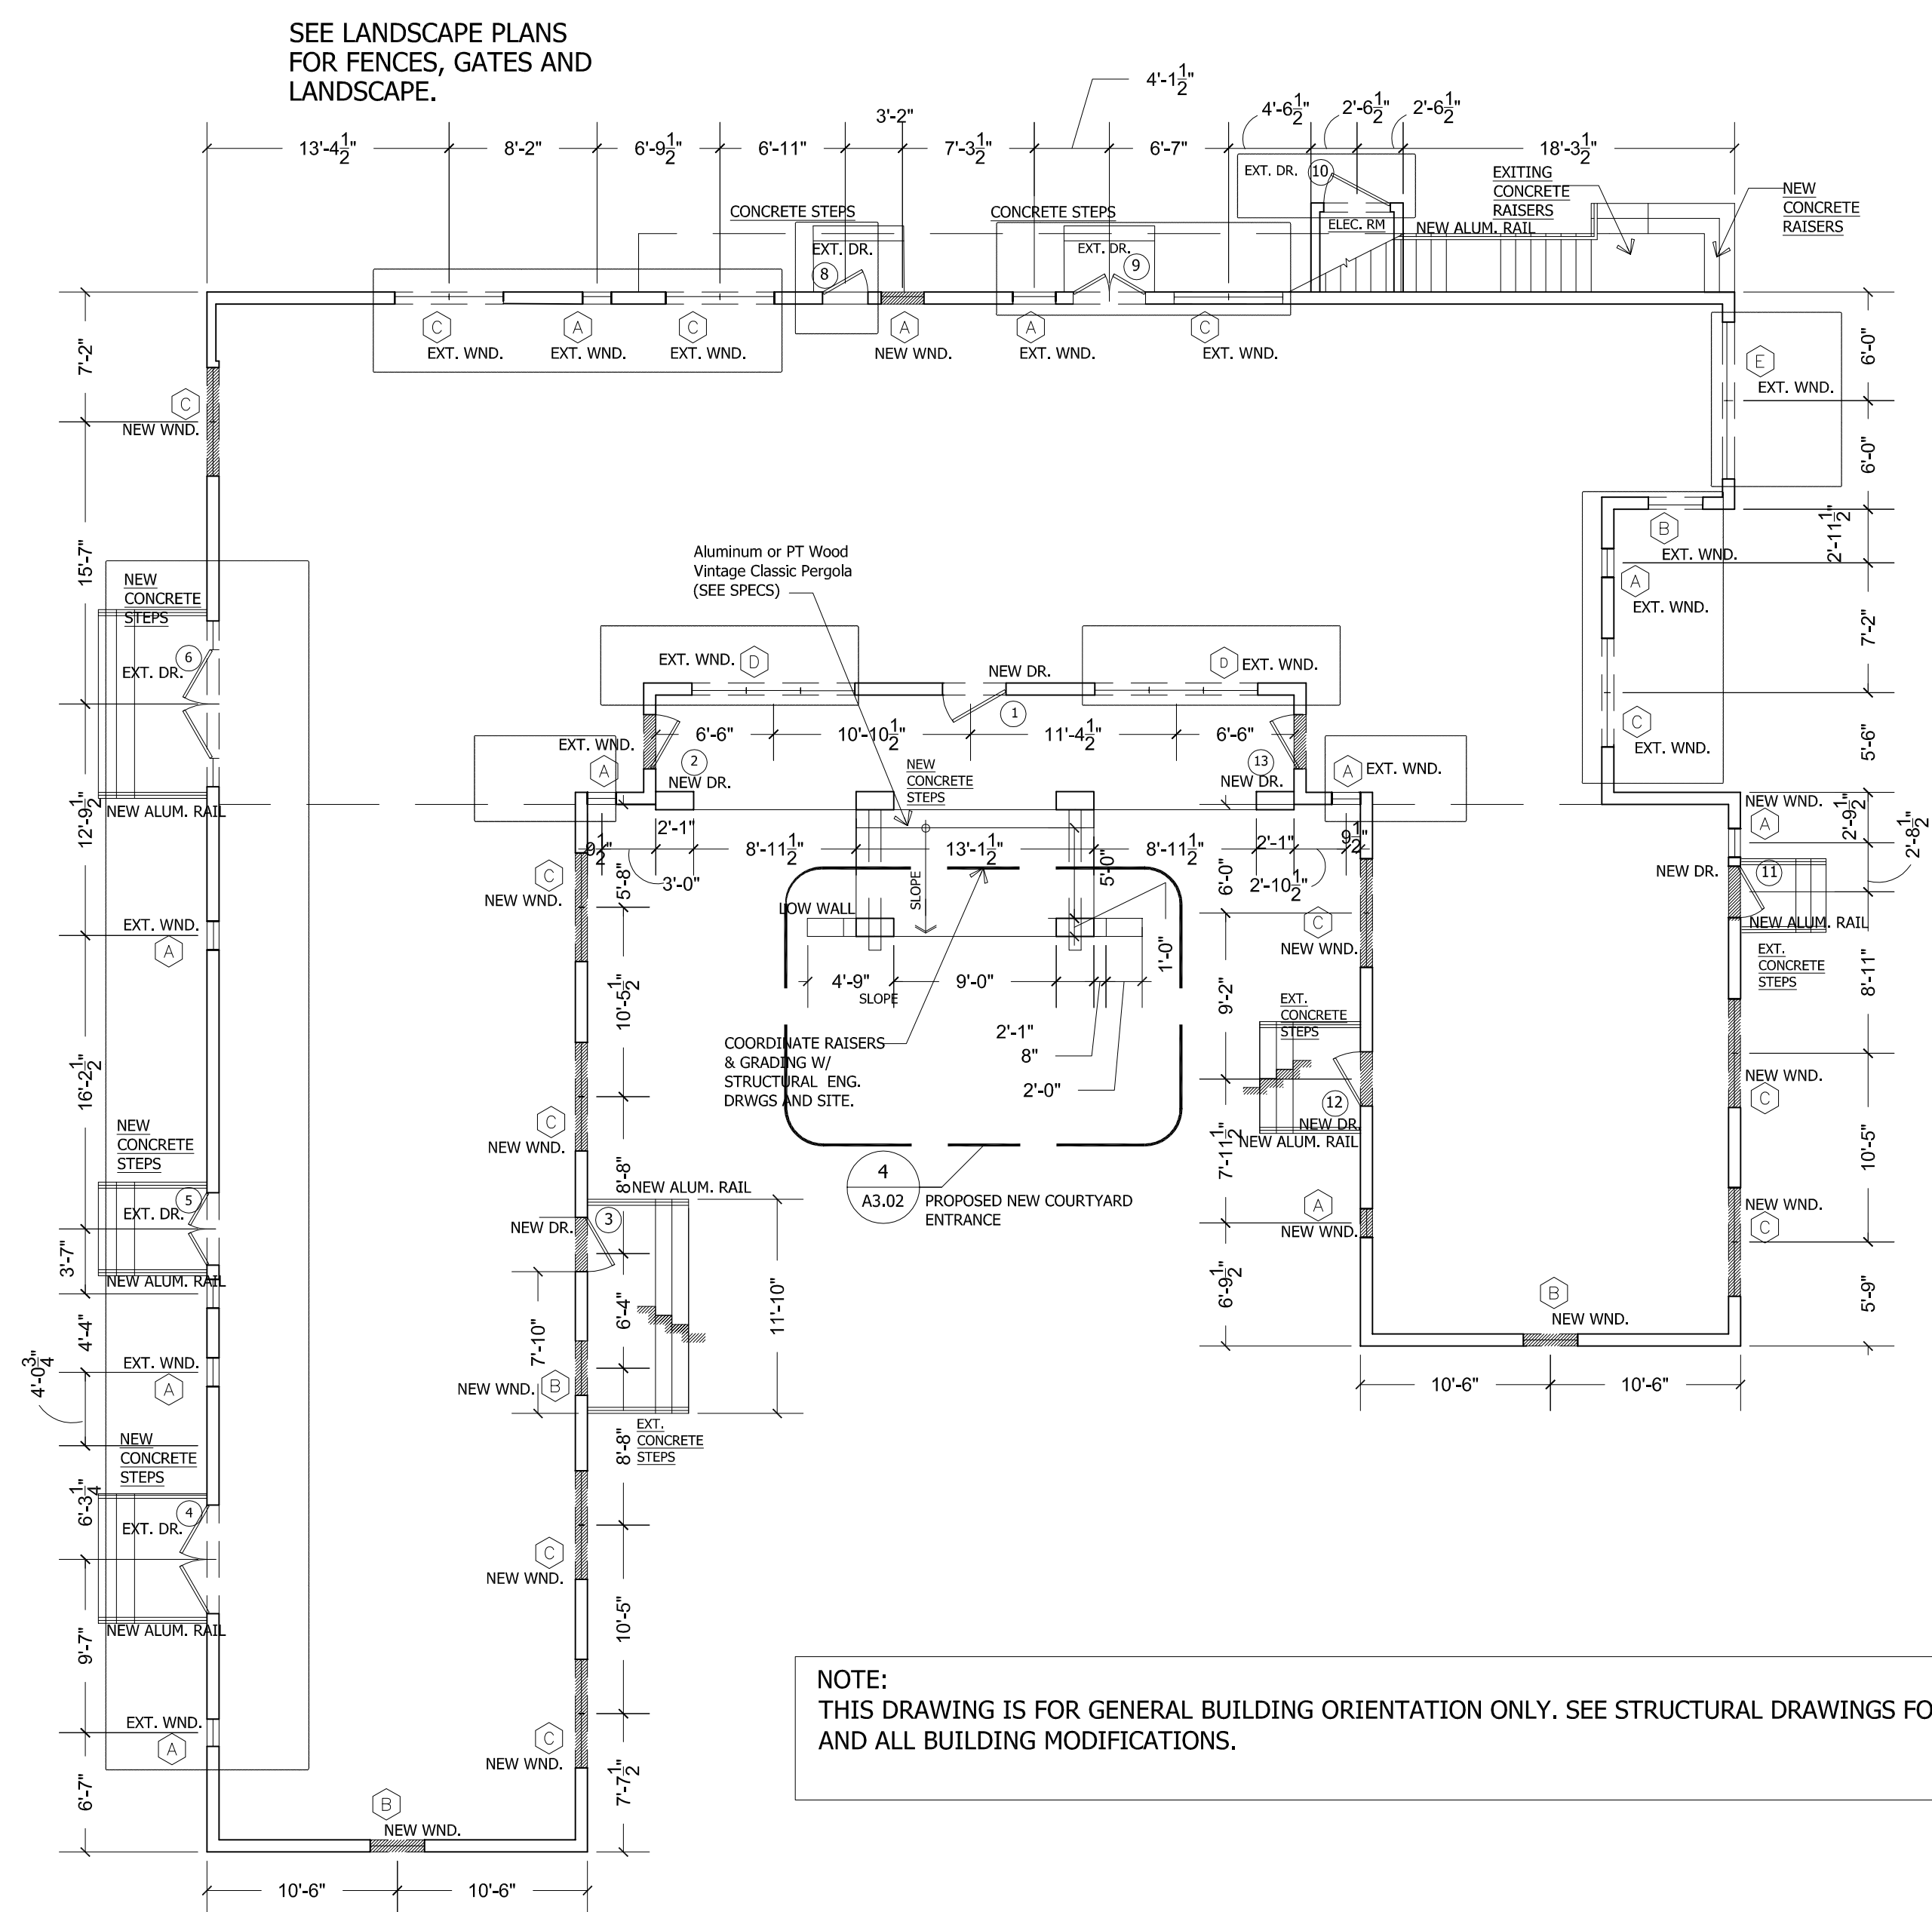 SEE LANDSCAPE PLANS
FOR FENCES, GATES AND
LANDSCAPE.
4'-1 1/2"
3'-2"
4'-6 1/2"
2'-6 1/2"
2'-6 1/2"
13'-4 1/2"
8'-2"
6'-9 1/2"
6'-11"
7'-3 1/2"
6'-7"
18'-3 1/2"
EXT. DR.
10
EXITING
CONCRETE
RAISERS
NEW
CONCRETE
RAISERS
CONCRETE STEPS
CONCRETE STEPS
ELEC. RM
NEW ALUM. RAIL
EXT. DR.
8
EXT. DR.
9
C
EXT. WND.
A
EXT. WND.
C
EXT. WND.
A
NEW WND.
A
EXT. WND.
C
EXT. WND.
7'-2"
C
NEW WND.
6'-0"
E
EXT. WND.
6'-0"
B
EXT. WND.
2'-11 1/2"
A
EXT. WND.
7'-2"
C
EXT. WND.
5'-6"
15'-7"
NEW
CONCRETE
STEPS
6
EXT. DR.
NEW ALUM. RAIL
12'-9 1/2"
Aluminum or PT Wood
Vintage Classic Pergola
(SEE SPECS)
EXT. WND.
D
NEW DR.
1
D
EXT. WND.
6'-6"
10'-10 1/2"
11'-4 1/2"
6'-6"
EXT. WND.
A
2
NEW DR.
NEW
CONCRETE
STEPS
13
NEW DR.
A
EXT. WND.
9 1/2"
2'-1"
3'-0"
8'-11 1/2"
13'-1 1/2"
8'-11 1/2"
2'-1"
9 1/2"
2'-10 1/2"
5'-0"
SLOPE
LOW WALL
4'-9"
9'-0"
1'-0"
SLOPE
2'-1"
8"
2'-0"
COORDINATE RAISERS
& GRADING W/
STRUCTURAL ENG.
DRWGS AND SITE.
4
A3.02
PROPOSED NEW COURTYARD
ENTRANCE
C
NEW WND.
5'-8"
10'-5 1/2"
C
NEW WND.
8'-8"
NEW ALUM. RAIL
NEW DR.
3
6'-4"
7'-10"
11'-10"
NEW WND.
B
EXT.
CONCRETE
STEPS
8'-8"
C
NEW WND.
10'-5"
C
NEW WND.
7'-7 1/2"
EXT. WND.
A
16'-2 1/2"
NEW
CONCRETE
STEPS
5
EXT. DR.
NEW ALUM. RAIL
3'-7"
4'-4"
EXT. WND.
A
4'-0 3/4"
NEW
CONCRETE
STEPS
6'-3 1/4"
4
EXT. DR.
NEW ALUM. RAIL
9'-7"
EXT. WND.
A
6'-7"
B
NEW WND.
10'-6"
10'-6"
6'-0"
C
NEW WND.
9'-2"
EXT.
CONCRETE
STEPS
12
NEW DR.
NEW ALUM. RAIL
7'-11 1/2"
A
NEW WND.
6'-9 1/2"
NEW WND.
A
2'-9 1/2"
2'-8 1/2"
NEW DR.
11
NEW ALUM. RAIL
EXT.
CONCRETE
STEPS
8'-11"
NEW WND.
C
10'-5"
NEW WND.
C
5'-9"
B
NEW WND.
10'-6"
10'-6"
NOTE:
THIS DRAWING IS FOR GENERAL BUILDING ORIENTATION ONLY. SEE STRUCTURAL DRAWINGS FO
AND ALL BUILDING MODIFICATIONS.